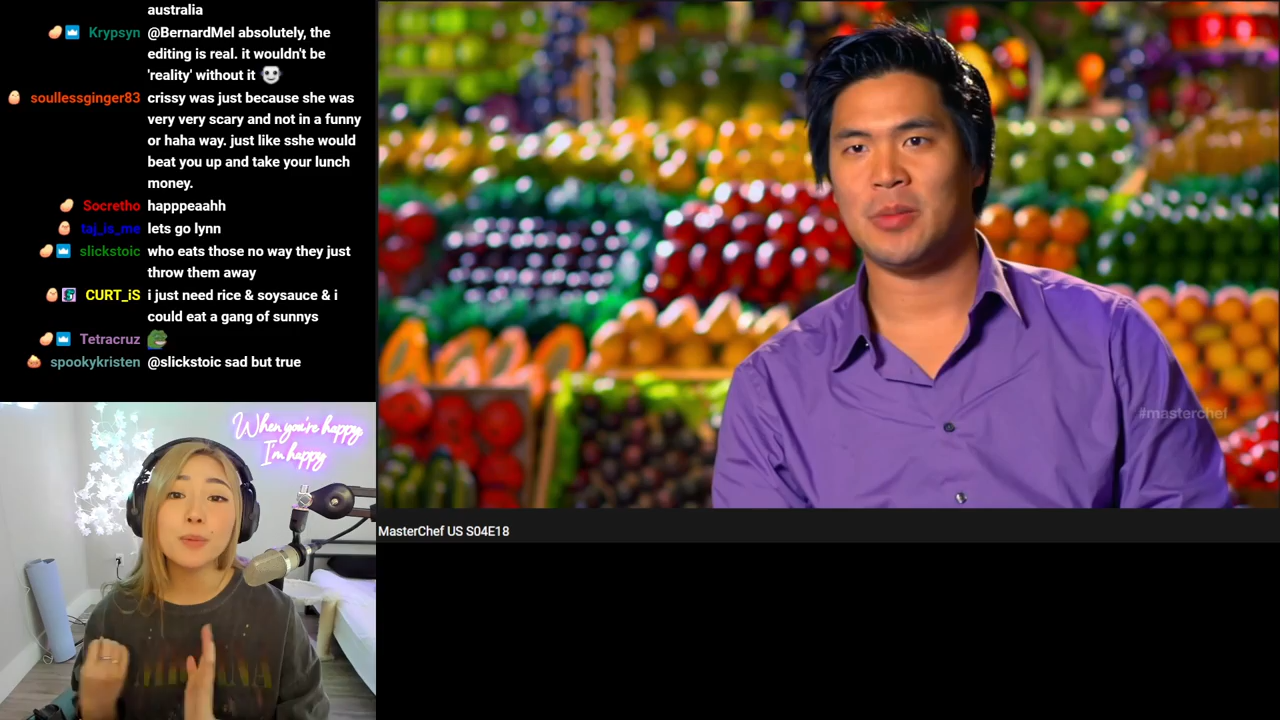 australia
Krypsyn @BernardMel absolutely, the
editing is real. it wouldn't be
'reality' without it
soullessginger83 crissy was just because she was
very very scary and not in a funny
or haha way. just like sshe would
beat you up and take your lunch
money.
Socretho happpeaahh
taj_is_me lets go lynn
slickstoic who eats those no way they just
throw them away
CURT_iS i just need rice & soysauce & i
could eat a gang of sunnys
Tetracruz
spookykristen @slickstoic sad but true
When you're happy
I'm happy
#masterchef
MasterChef US S04E18